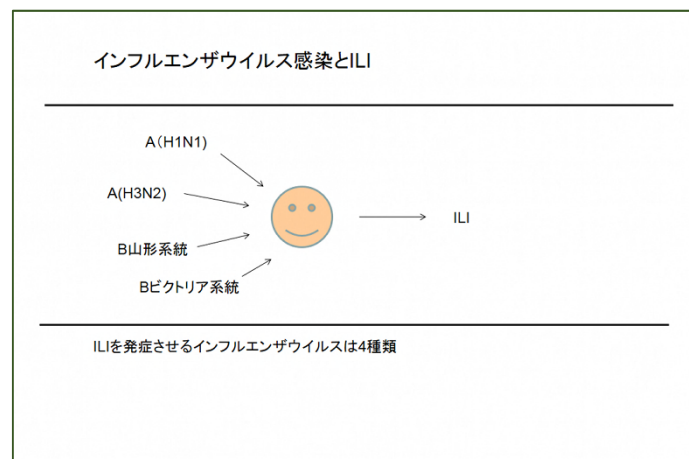 インフルエンザウイルス感染とILI
A(H1N1)
A(H3N2)
ILI
B山形系統
Bビクトリア系統
ILIを発症させるインフルエンザウイルスは4種類